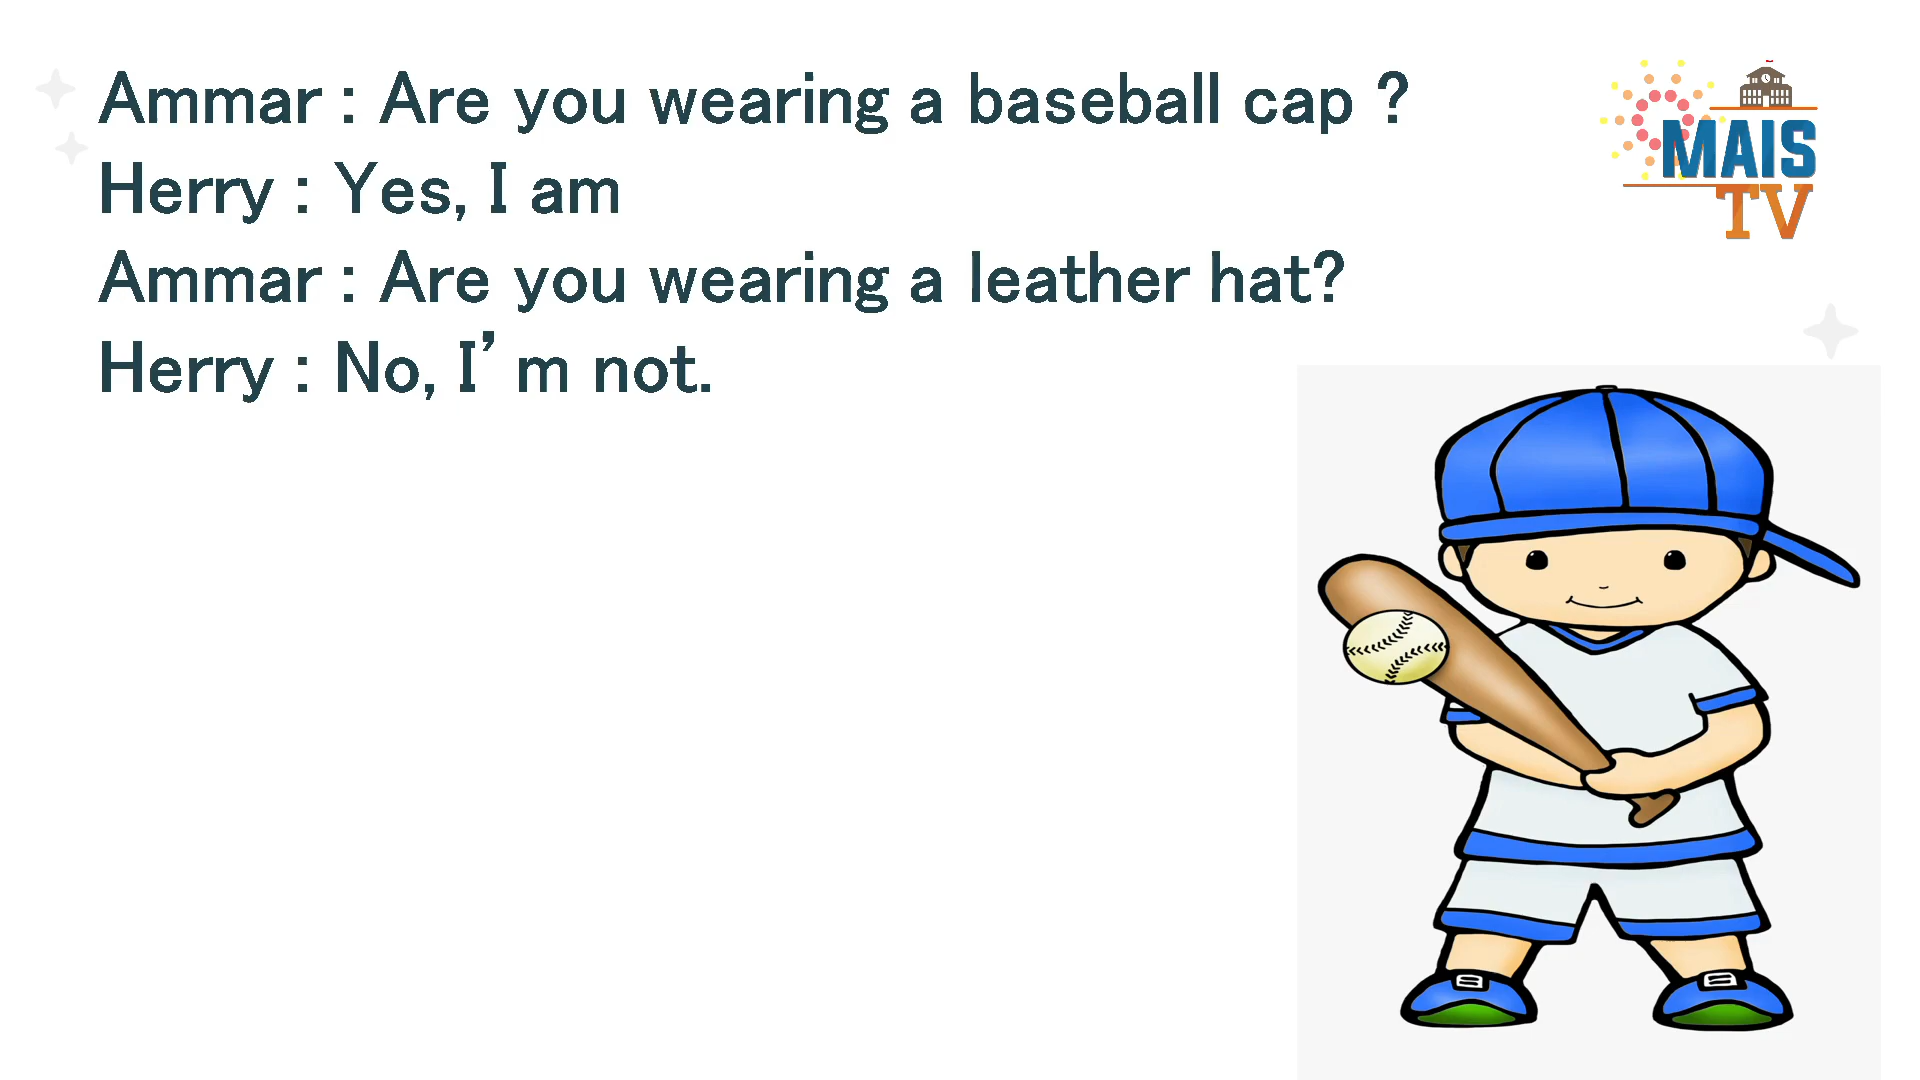 Ammar : Are you wearing a baseball cap ?
Herry : Yes, I am
Ammar : Are you wearing a leather hat?
Herry : No, I’m not.
MAIS
TV